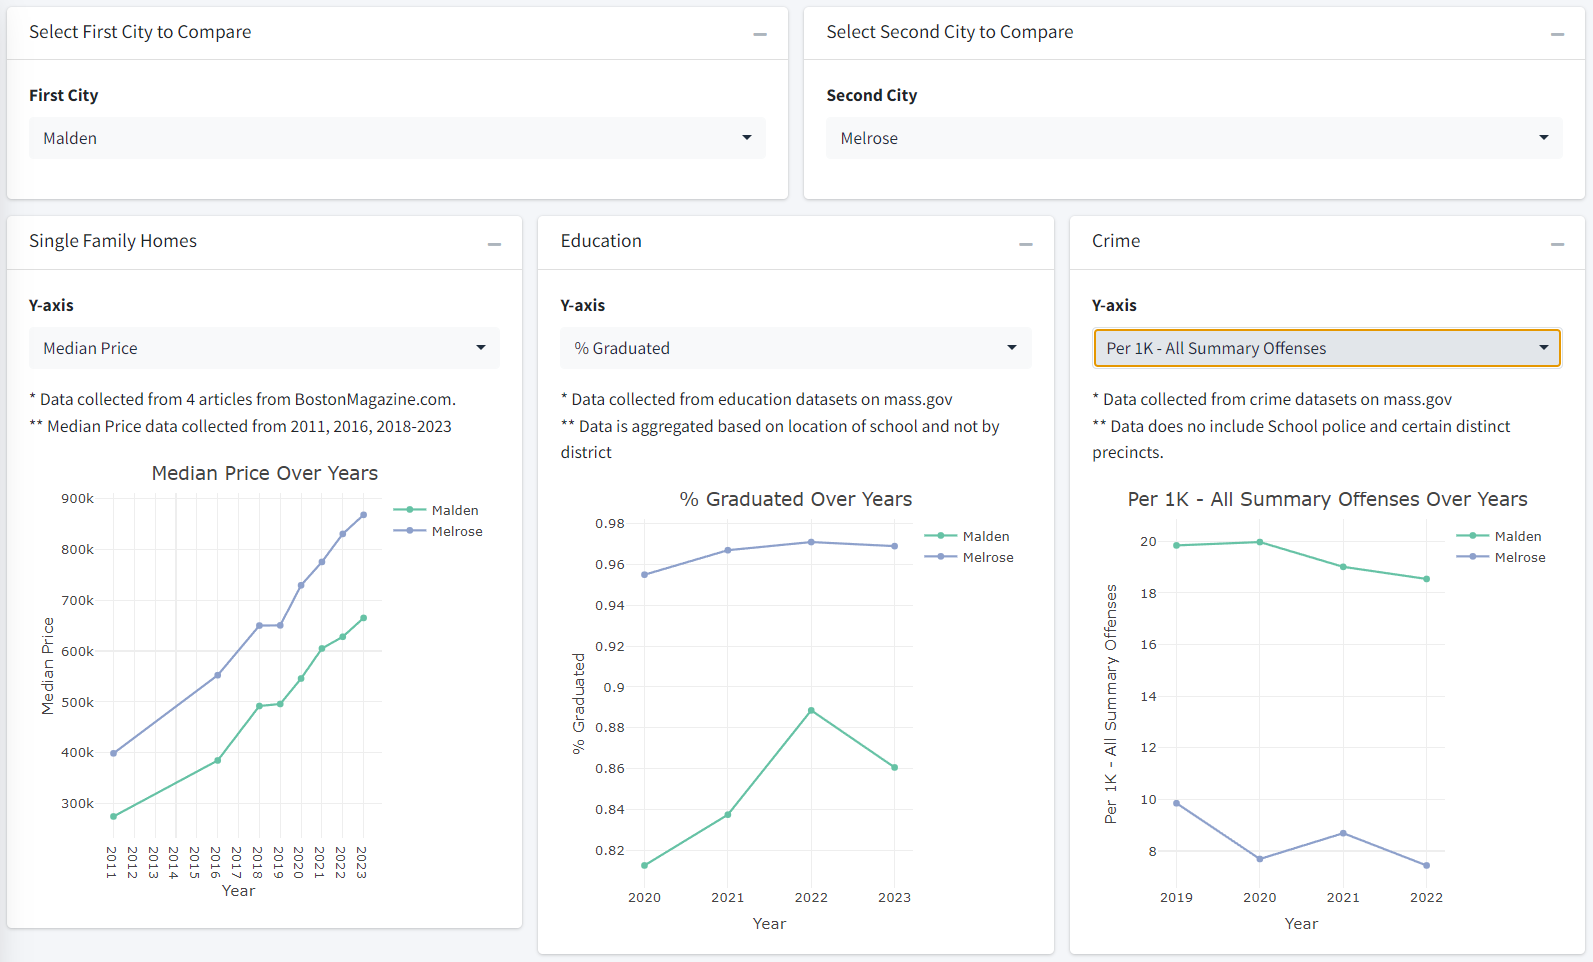 Select First City to Compare
Select Second City to Compare
First City
Malden
Second City
Melrose
Single Family Homes
Y-axis
Median Price
* Data collected from 4 articles from BostonMagazine.com.
** Median Price data collected from 2011, 2016, 2018-2023
Median Price Over Years
900k
800k
700k
600k
500k
400k
300k
Median Price
2011 2012 2013 2014 2015 2016 2017 2018 2019 2020 2021 2022 2023
Year
Malden
Melrose
Education
Y-axis
% Graduated
* Data collected from education datasets on mass.gov
** Data is aggregated based on location of school and not by
district
% Graduated Over Years
0.98
0.96
0.94
0.92
0.9
0.88
0.86
0.84
0.82
% Graduated
2020 2021 2022 2023
Year
Malden
Melrose
Crime
Y-axis
Per 1K - All Summary Offenses
* Data collected from crime datasets on mass.gov
** Data does no include School police and certain distinct
precincts.
Per 1K - All Summary Offenses Over Years
20
18
16
14
12
10
8
Per 1K - All Summary Offenses
2019 2020 2021 2022
Year
Malden
Melrose